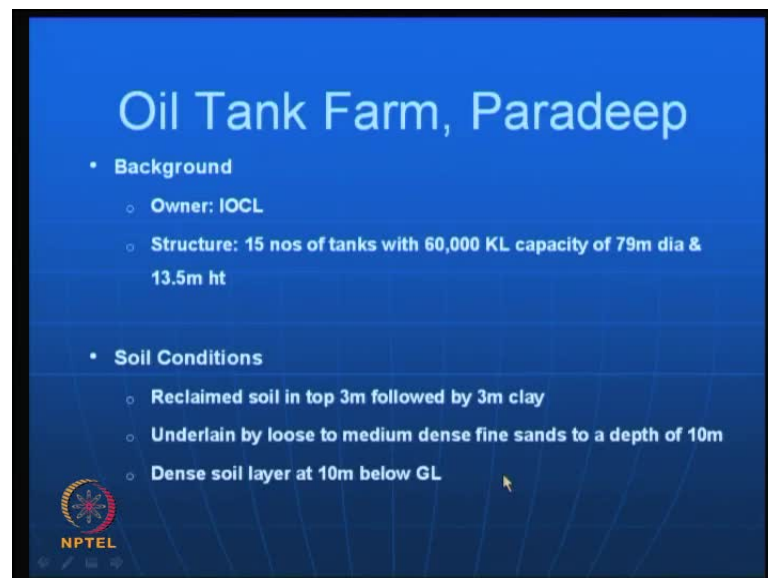 Oil Tank Farm, Paradeep
• Background
o Owner: IOCL
o Structure: 15 nos of tanks with 60,000 KL capacity of 79m dia &
13.5m ht
• Soil Conditions
o Reclaimed soil in top 3m followed by 3m clay
o Underlain by loose to medium dense fine sands to a depth of 10m
o Dense soil layer at 10m below GL
NPTEL